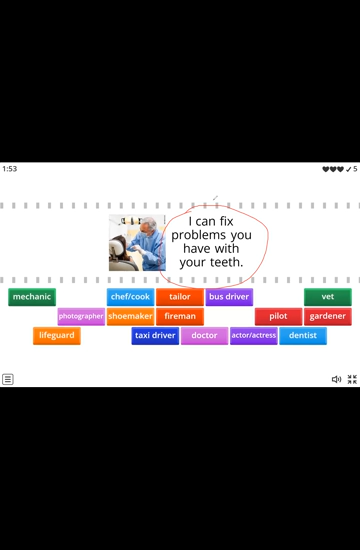 1:53
✓ 5
I can fix
problems you
have with
your teeth.
mechanic
chef/cook
tailor
bus driver
vet
photographer
shoemaker
fireman
pilot
gardener
lifeguard
taxi driver
doctor
actor/actress
dentist